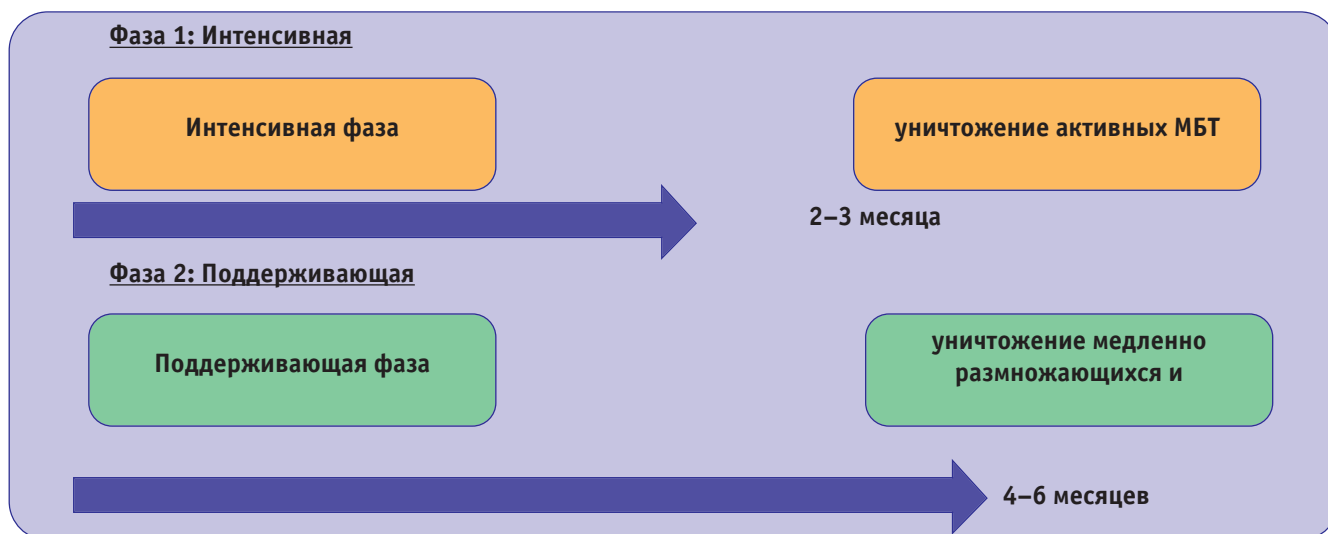 Фаза 1: Интенсивная
Интенсивная фаза
уничтожение активных МБТ
2–3 месяца
Фаза 2: Поддерживающая
Поддерживающая фаза
уничтожение медленно
размножающихся и
4–6 месяцев